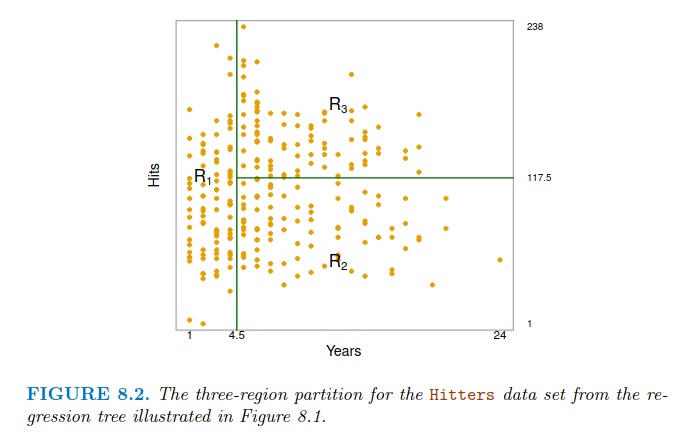 238
R3
Hits
R1
117.5
R2
1
1
4.5
24
Years
FIGURE 8.2. The three-region partition for the Hitters data set from the re-
gression tree illustrated in Figure 8.1.